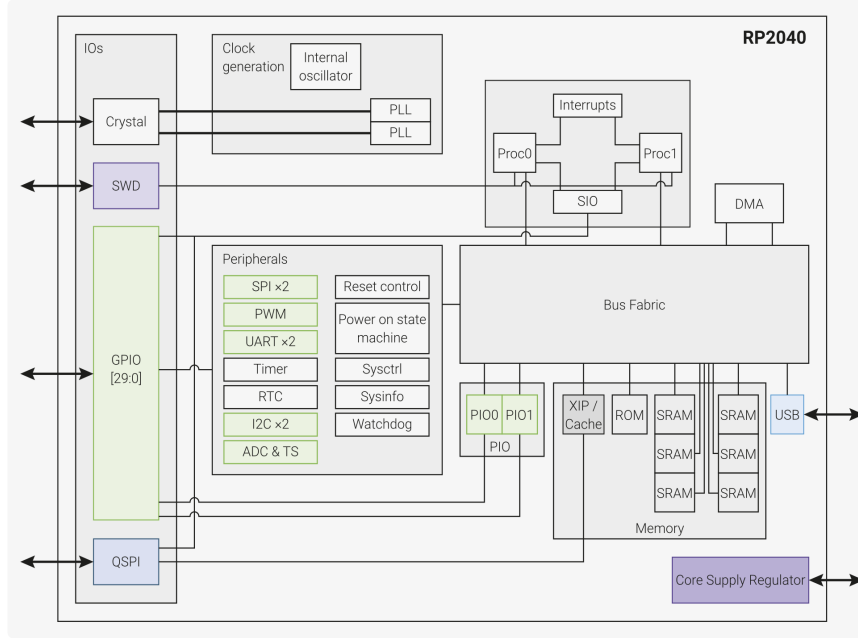 RP2040
IOs
Crystal
SWD
GPIO
[29:0]
QSPI
Clock
generation
Internal
oscillator
PLL
PLL
Interrupts
Proc0
Proc1
SIO
DMA
Peripherals
SPI ×2
PWM
UART ×2
Timer
RTC
I2C ×2
ADC & TS
Reset control
Power on state
machine
Sysctrl
Sysinfo
Watchdog
Bus Fabric
PIO0
PIO1
PIO
XIP /
Cache
ROM
SRAM
SRAM
SRAM
SRAM
SRAM
SRAM
Memory
USB
Core Supply Regulator